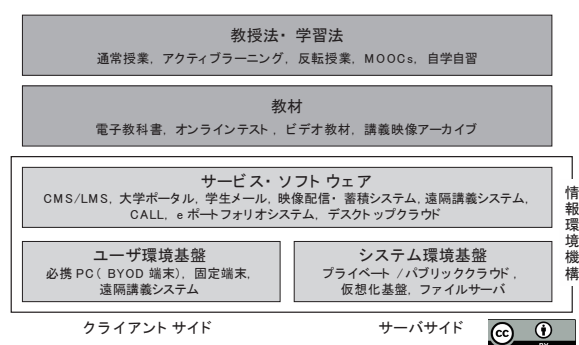 教授法・学習法
通常授業，アクティブラーニング，反転授業，MOOCs，自学自習
教材
電子教科書，オンラインテスト，ビデオ教材，講義映像アーカイブ
サービス・ソフトウェア
CMS/LMS，大学ポータル，学生メール，映像配信・蓄積システム，遠隔講義システム，
CALL，eポートフォリオシステム，デスクトップクラウド
ユーザ環境基盤
必携PC（BYOD端末），固定端末，
遠隔講義システム
システム環境基盤
プライベート/パブリッククラウド，
仮想化基盤，ファイルサーバ
情報環境機構
クライアントサイド
サーバサイド
cc
BY